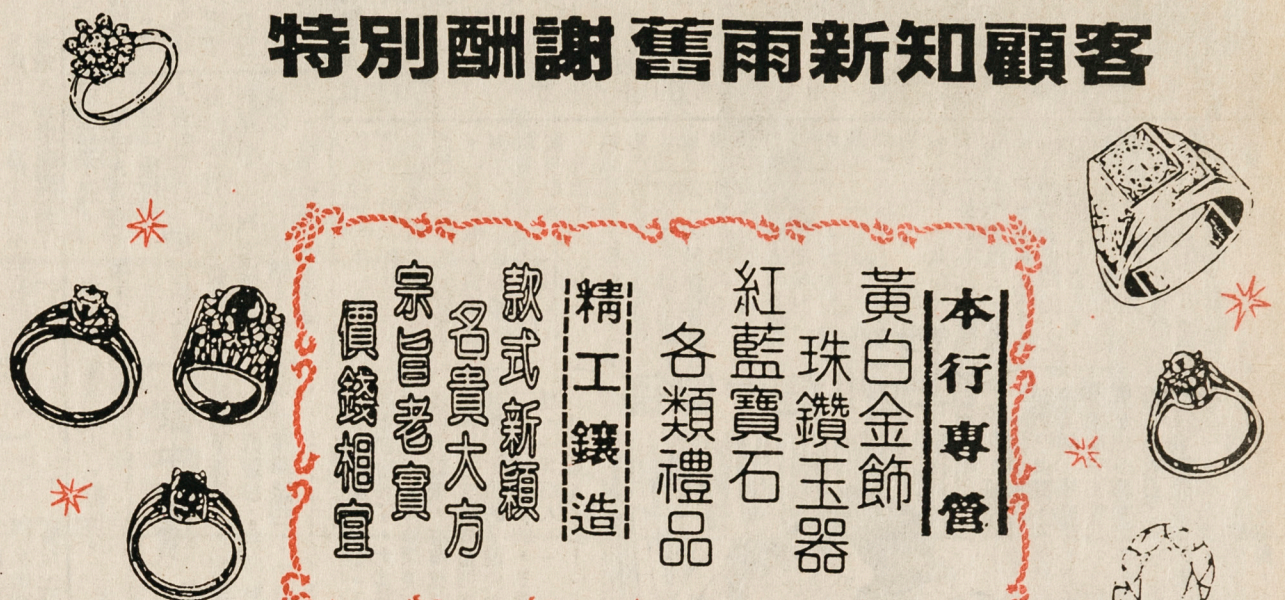 特別酬謝舊雨新知顧客
本行專營
黃白金飾
珠鑽玉器
紅藍寶石
各類禮品
精工鑲造
款式新穎
名貴大方
宗旨老實
價錢相宜